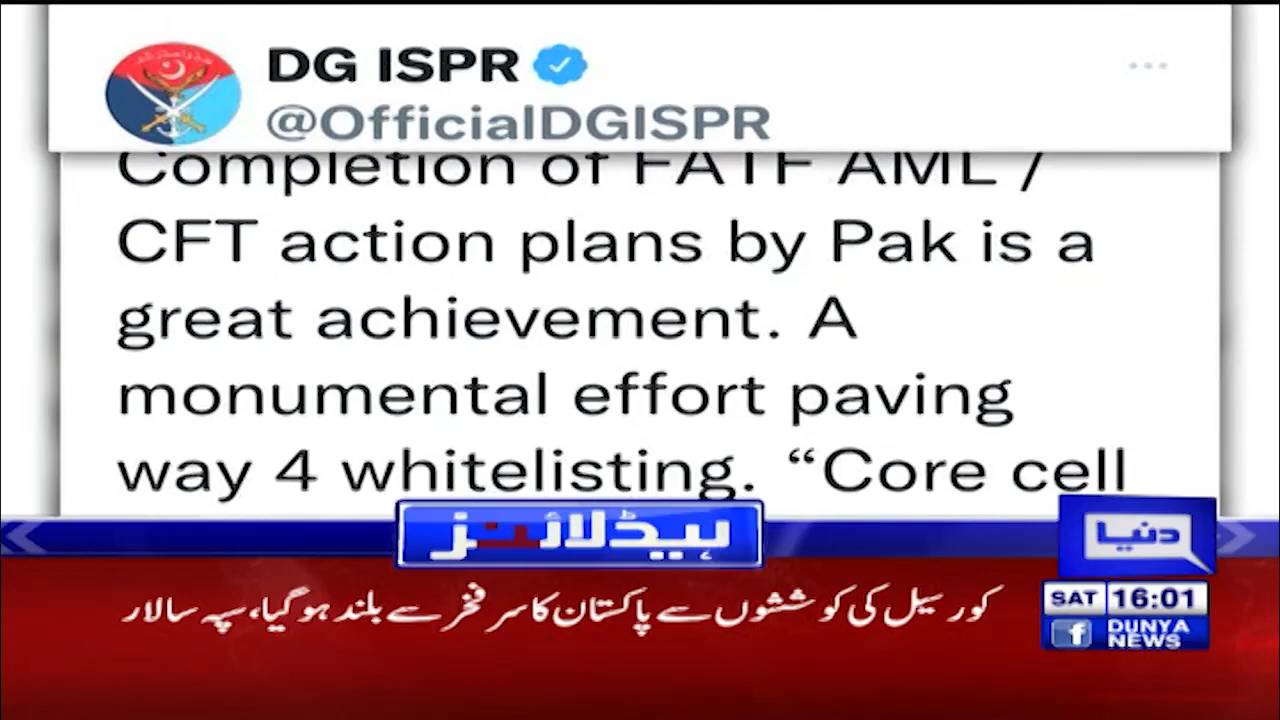 DG ISPR
@OfficialDGISPR
Completion of FATF AML /
CFT action plans by Pak is a
great achievement. A
monumental effort paving
way 4 whitelisting. “Core cell
ہیڈلائنز
دنیا
کور سیل کی کوششوں سے پاکستان کا سر فخر سے بلند ہو گیا، سپہ سالار
SAT 16:01
f DUNYA
NEWS